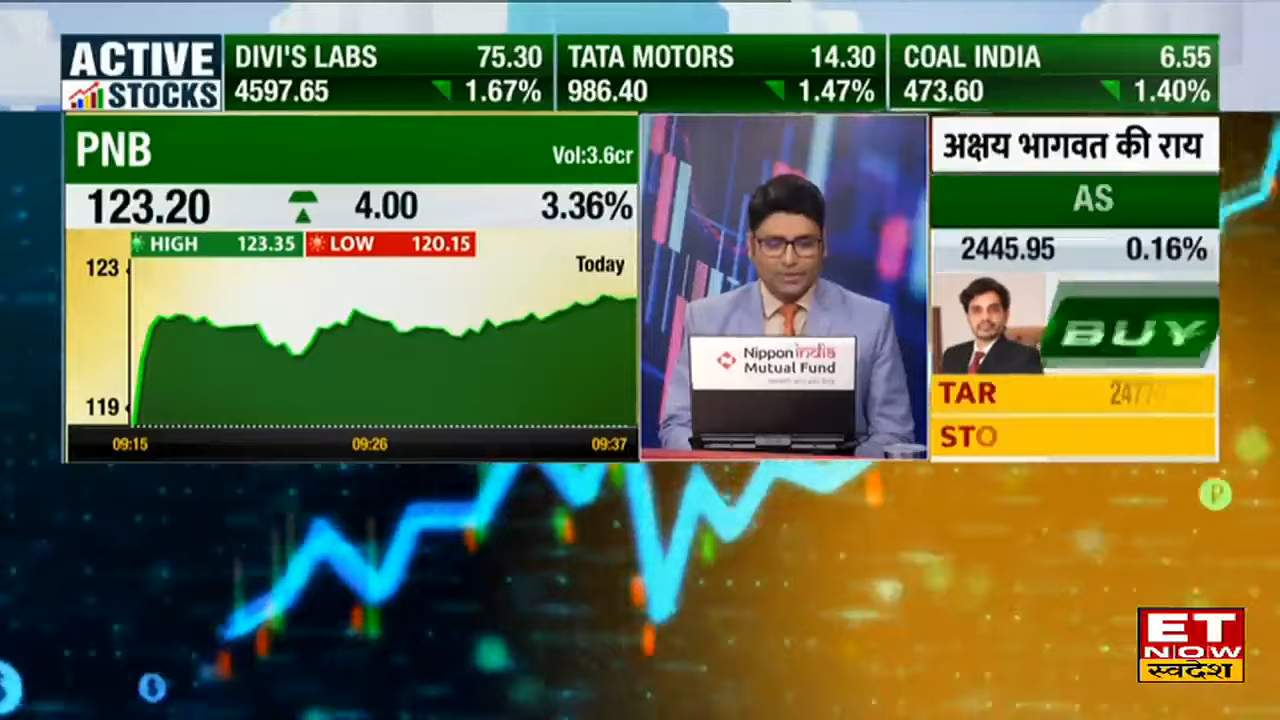 ACTIVE STOCKS
DIVI'S LABS 75.30
4597.65 1.67%
TATA MOTORS 14.30
986.40 1.47%
COAL INDIA 6.55
473.60 1.40%
PNB Vol:3.6cr
123.20 4.00 3.36%
HIGH 123.35 LOW 120.15
Today
123
119
09:15 09:26 09:37
Nippon india
Mutual Fund
अक्षय भागवत की राय
AS
2445.95 0.16%
BUY
TAR
STO
P
$
$
ET
NOW
स्वदेश